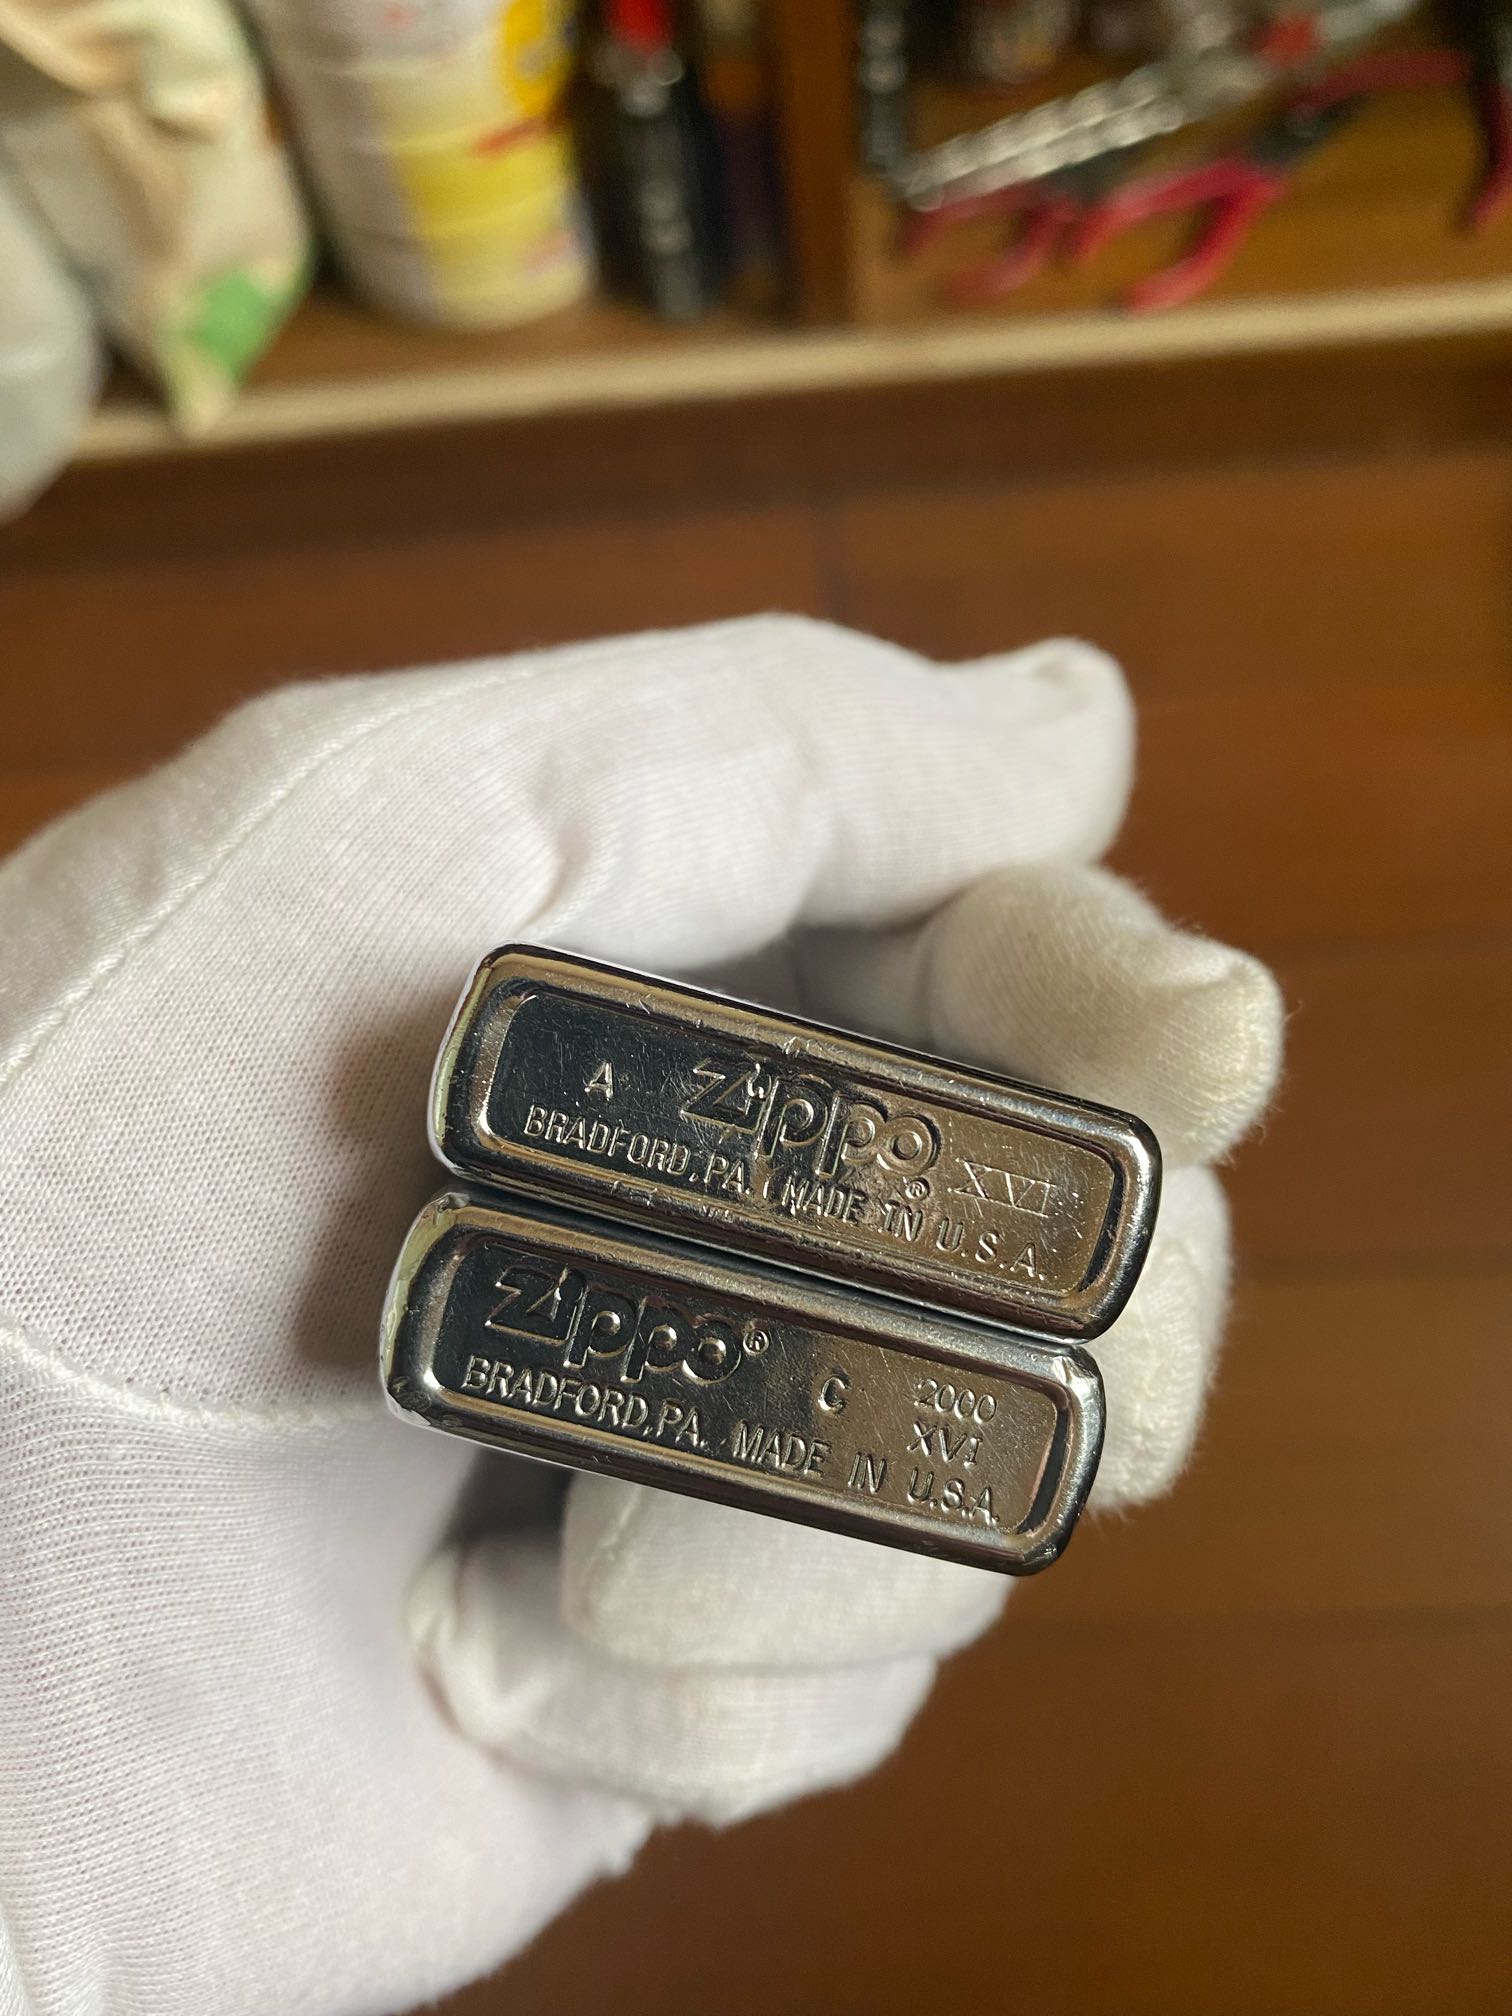 A Zippo® XVI
BRADFORD, PA. MADE IN U.S.A.
Zippo® C 2000
XVI
BRADFORD, PA. MADE IN U.S.A.